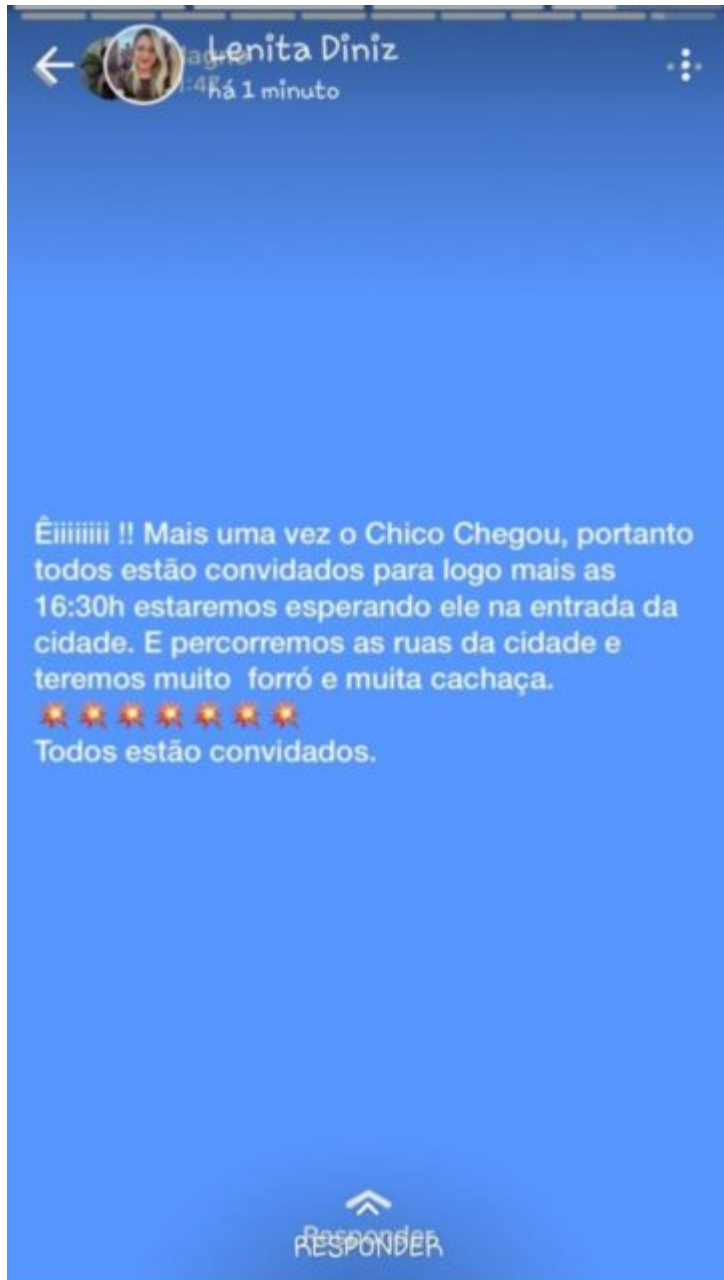 Lenita Diniz
há 1 minuto
Êiiiiiiii !! Mais uma vez o Chico Chegou, portanto
todos estão convidados para logo mais as
16:30h estaremos esperando ele na entrada da
cidade. E percorremos as ruas da cidade e
teremos muito  forró e muita cachaça.
💥💥💥💥💥💥💥
Todos estão convidados.
RESPONDER